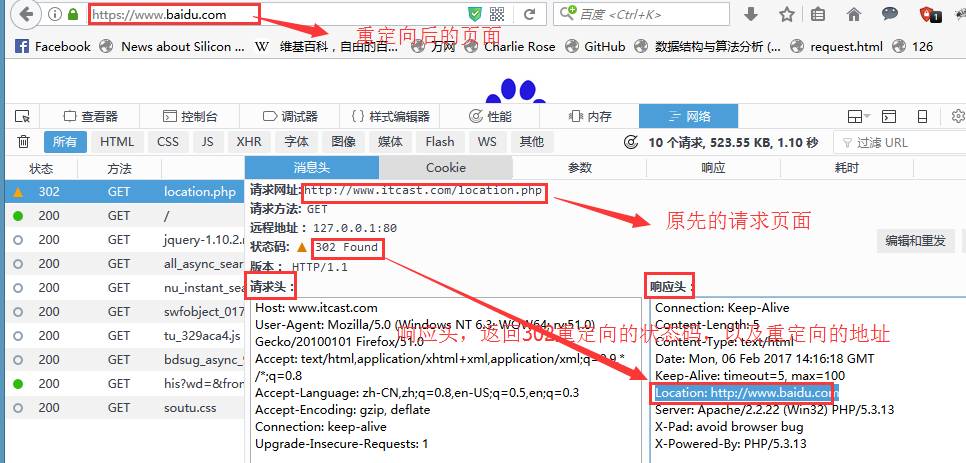 https://www.baidu.com
百度 <Ctrl+K>
1
重定向后的页面
Facebook News about Silicon ... W 维基百科，自由的百... 万网 Charlie Rose GitHub 数据结构与算法分析 (... request.html 126
查看器 控制台 调试器 {} 样式编辑器 性能 内存 网络
所有 HTML CSS JS XHR 字体 图像 媒体 Flash WS 其他 10 个请求, 523.55 KB, 1.10 秒 过滤 URL
状态 方法 消息头 Cookie 参数 响应 耗时
302 GET location.php
200 GET /
200 GET jquery-1.10.2.r
200 GET all_async_sear
200 GET nu_instant_sea
200 GET swfobject_017
200 GET tu_329aca4.js
200 GET bdsug_async_
200 GET his?wd=&fron
200 GET soutu.css
请求网址: http://www.itcast.com/location.php
请求方法: GET
原先的请求页面
远程地址: 127.0.0.1:80
状态码: 302 Found
编辑和重发
版本: HTTP/1.1
请求头:
Host: www.itcast.com
User-Agent: Mozilla/5.0 (Windows NT 6.3; WOW64; rv:51.0)
Gecko/20100101 Firefox/51.0
Accept: text/html,application/xhtml+xml,application/xml;q=0.9,*
/*;q=0.8
Accept-Language: zh-CN,zh;q=0.8,en-US;q=0.5,en;q=0.3
Accept-Encoding: gzip, deflate
Connection: keep-alive
Upgrade-Insecure-Requests: 1
响应头:
Connection: Keep-Alive
Content-Length: 5
Content-Type: text/html
Date: Mon, 06 Feb 2017 14:16:18 GMT
Keep-Alive: timeout=5, max=100
Location: http://www.baidu.com
Server: Apache/2.2.22 (Win32) PHP/5.3.13
X-Pad: avoid browser bug
X-Powered-By: PHP/5.3.13
响应头，返回302重定向的状态码，以及重定向的地址